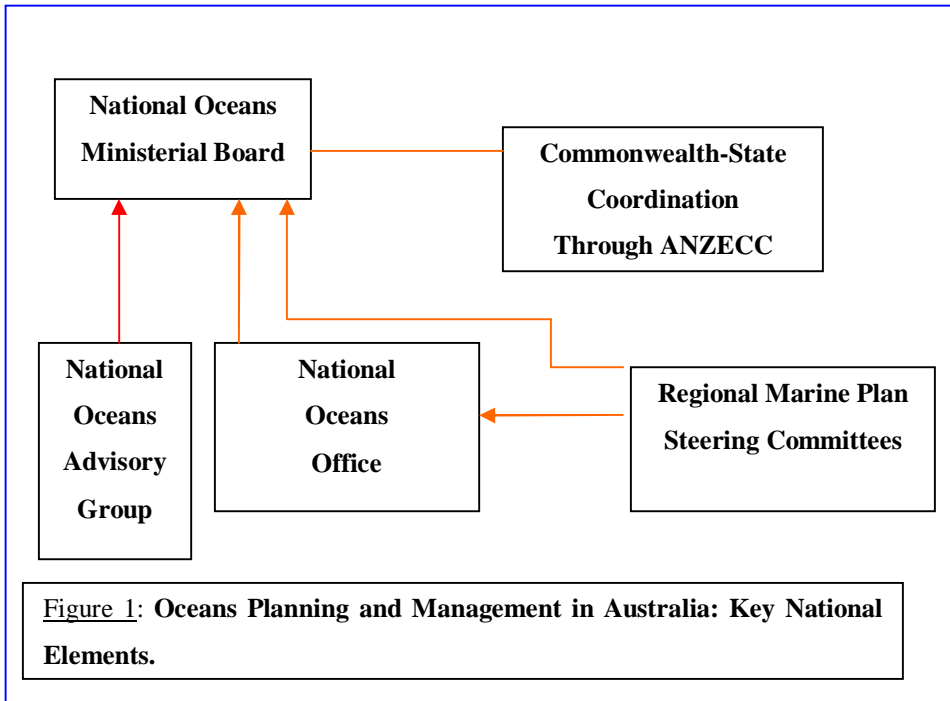 National Oceans
Ministerial Board
Commonwealth-State
Coordination
Through ANZECC
National
Oceans
Advisory
Group
National
Oceans
Office
Regional Marine Plan
Steering Committees
Figure 1: Oceans Planning and Management in Australia: Key National
Elements.